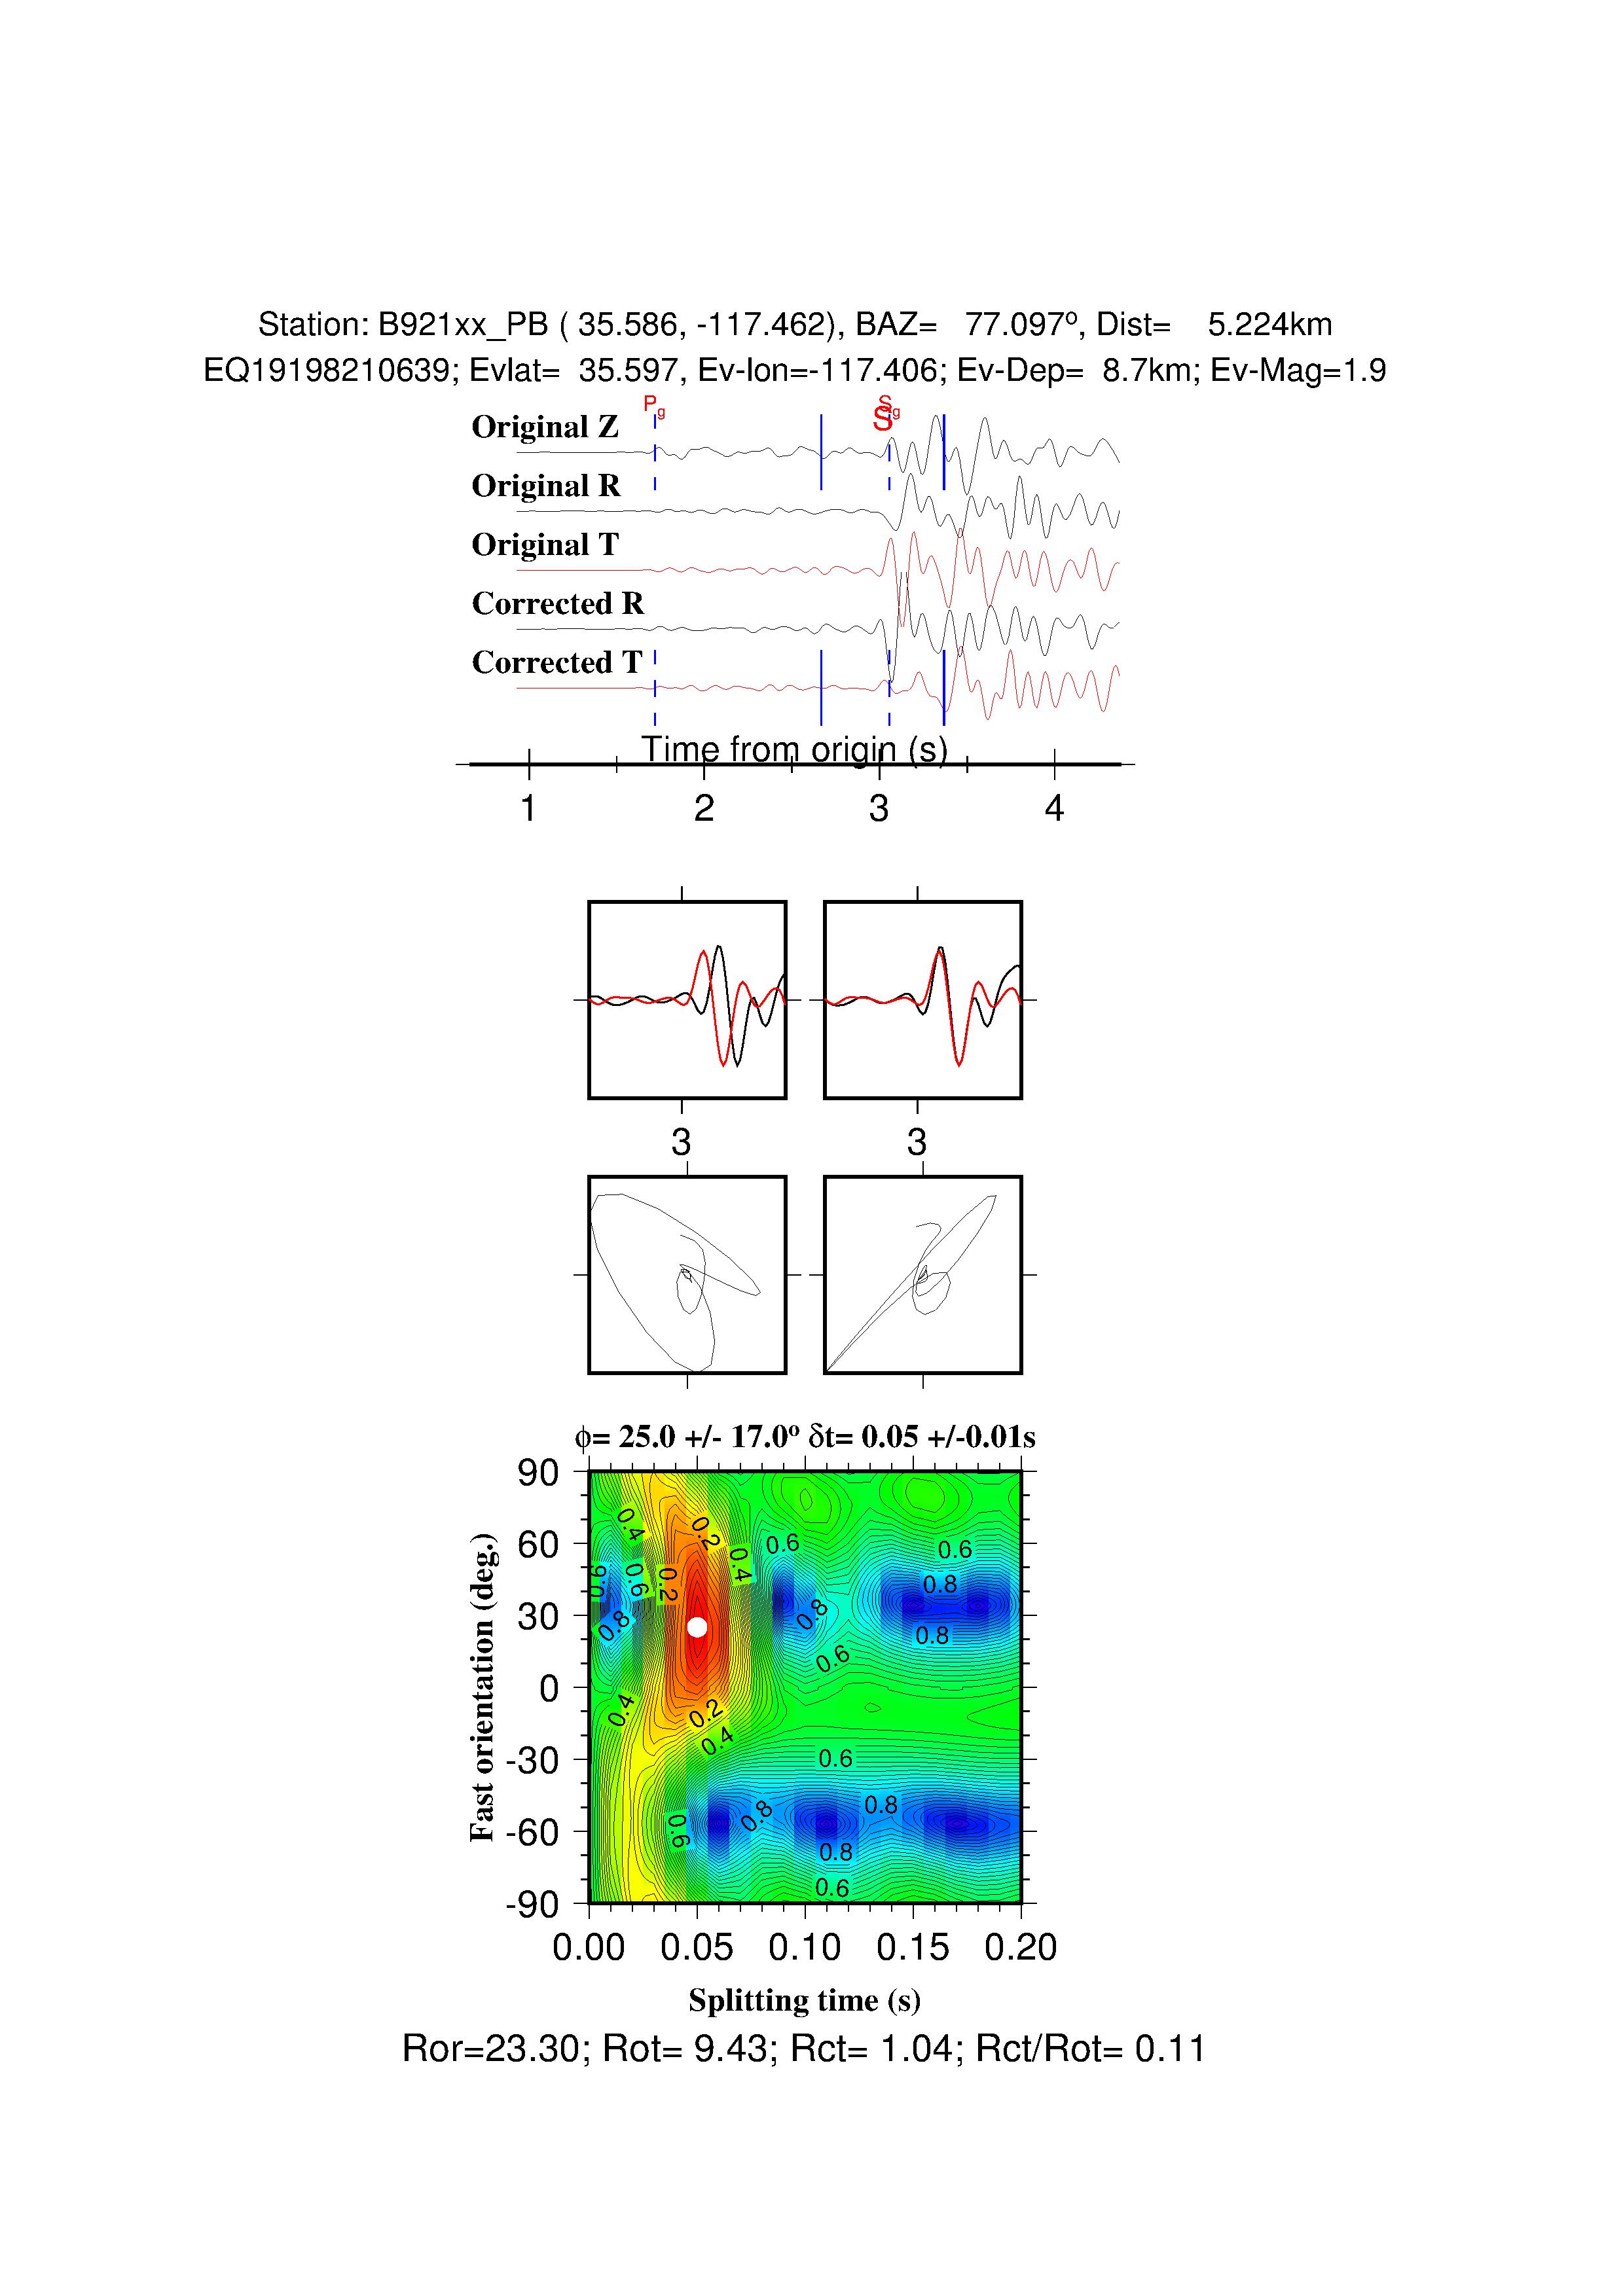 Station: B921xx_PB ( 35.586, -117.462), BAZ= 77.097º, Dist= 5.224km
EQ19198210639; Evlat= 35.597, Ev-lon=-117.406; Ev-Dep= 8.7km; Ev-Mag=1.9
Pg Sg
S
Original Z
Original R
Original T
Corrected R
Corrected T
Time from origin (s)
1 2 3 4
3 3
ϕ= 25.0 +/- 17.0º δt= 0.05 +/-0.01s
Fast orientation (deg.)
90
60
30
0
-30
-60
-90
0.4 0.2 0.6 0.6
0.4
0.6 0.6 0.2 0.8
0.8 0.8 0.8
0.6
0.4 0.2
0.4 0.6
0.8 0.8
0.6 0.8
0.6
0.00 0.05 0.10 0.15 0.20
Splitting time (s)
Ror=23.30; Rot= 9.43; Rct= 1.04; Rct/Rot= 0.11